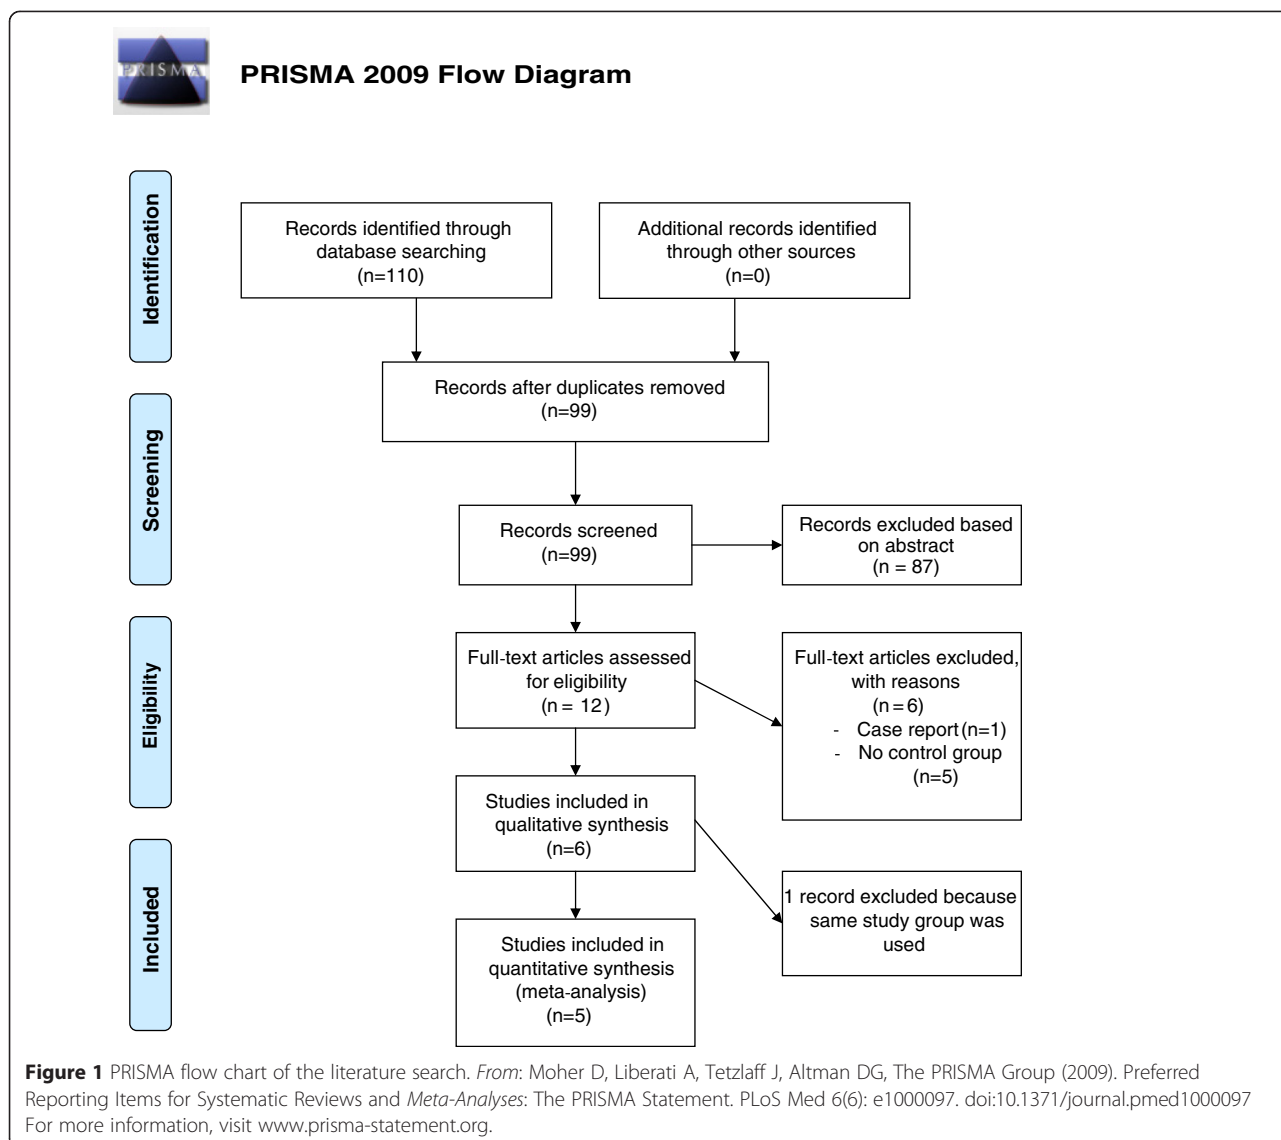 PRISMA
PRISMA 2009 Flow Diagram
Identification
Records identified through
database searching
(n=110)
Additional records identified
through other sources
(n=0)
Records after duplicates removed
(n=99)
Screening
Records screened
(n=99)
Records excluded based
on abstract
(n = 87)
Eligibility
Full-text articles assessed
for eligibility
(n = 12)
Full-text articles excluded,
with reasons
(n=6)
- Case report (n=1)
- No control group
(n=5)
Studies included in
qualitative synthesis
(n=6)
Included
1 record excluded because
same study group was
used
Studies included in
quantitative synthesis
(meta-analysis)
(n=5)
Figure 1 PRISMA flow chart of the literature search. From: Moher D, Liberati A, Tetzlaff J, Altman DG, The PRISMA Group (2009). Preferred
Reporting Items for Systematic Reviews and Meta-Analyses: The PRISMA Statement. PLoS Med 6(6): e1000097. doi:10.1371/journal.pmed1000097
For more information, visit www.prisma-statement.org.